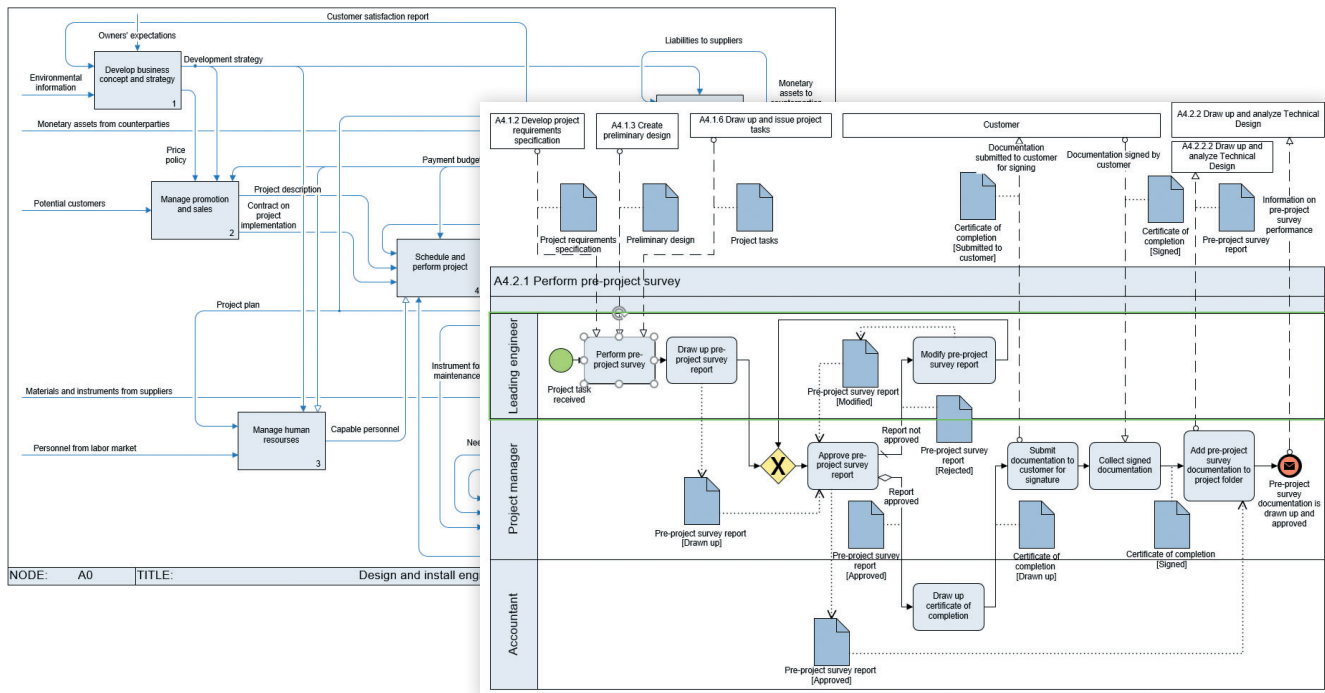 Customer satisfaction report
Owners' expectations
Development strategy
Develop business
concept and strategy
1
Environmental
information
Monetary assets from counterparties
Price
policy
Liabilities to suppliers
Monetary
assets to
Payment budget
Manage promotion
and sales
2
Potential customers
Project description
Contract on
project
implementation
Schedule and
perform project
4
Project plan
Instrument for
maintenance
Materials and instruments from suppliers
Manage human
resourses
3
Capable personnel
Personnel from labor market
NODE: A0 TITLE: Design and install eng
A4.1.2 Develop project
requirements
specification
A4.1.3 Create
preliminary design
A4.1.6 Draw up and issue project
tasks
Customer
A4.2.2 Draw up and analyze Technical
Design
A4.2.2.2 Draw up and
analyze Technical
Design
Project requirements
specification
Preliminary design
Project tasks
Documentation
submitted to customer
for signing
Certificate of
completion
[Submitted to
customer]
Documentation signed by
customer
Certificate of
completion
[Signed]
Pre-project survey
report
Information on
pre-project
survey
performance
A4.2.1 Perform pre-project survey
Leading engineer
Project task
received
Perform pre-
project survey
Draw up pre-
project survey
report
Pre-project survey report
[Modified]
Modify pre-project
survey report
Project manager
X
Approve pre-
project survey
report
Report not
approved
Pre-project survey
report
[Rejected]
Report
approved
Pre-project survey report
[Drawn up]
Pre-project survey
report
[Approved]
Submit
documentation to
customer for
signature
Collect signed
documentation
Add pre-project
survey
documentation to
project folder
Pre-project
survey
documentation is
drawn up and
approved
Certificate of
completion
[Drawn up]
Certificate of completion
[Signed]
Accountant
Draw up
certificate of
completion
Pre-project survey report
[Approved]